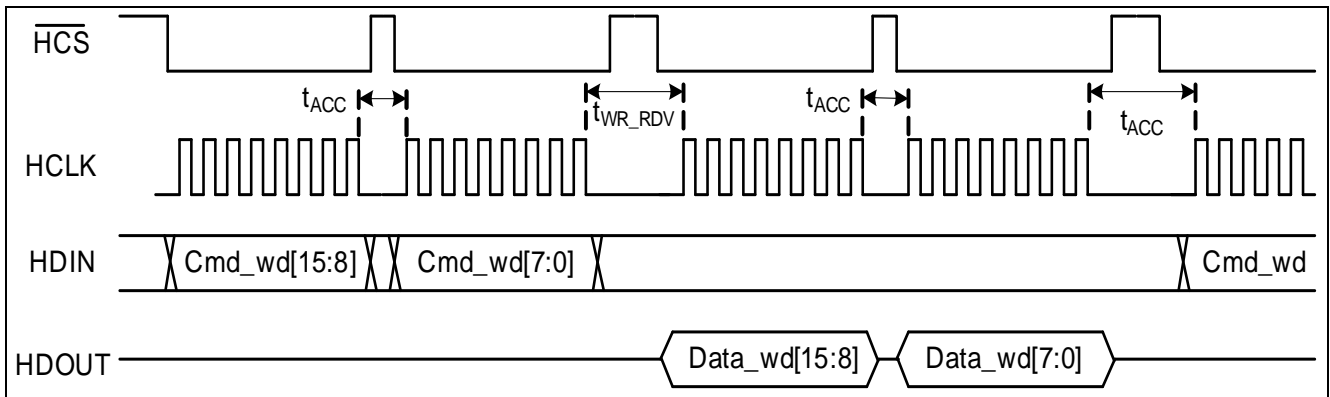 HCS
tACC
tWR_RDV
tACC
tACC
HCLK
HDIN
Cmd_wd[15:8]
Cmd_wd[7:0]
Cmd_wd
HDOUT
Data_wd[15:8]
Data_wd[7:0]